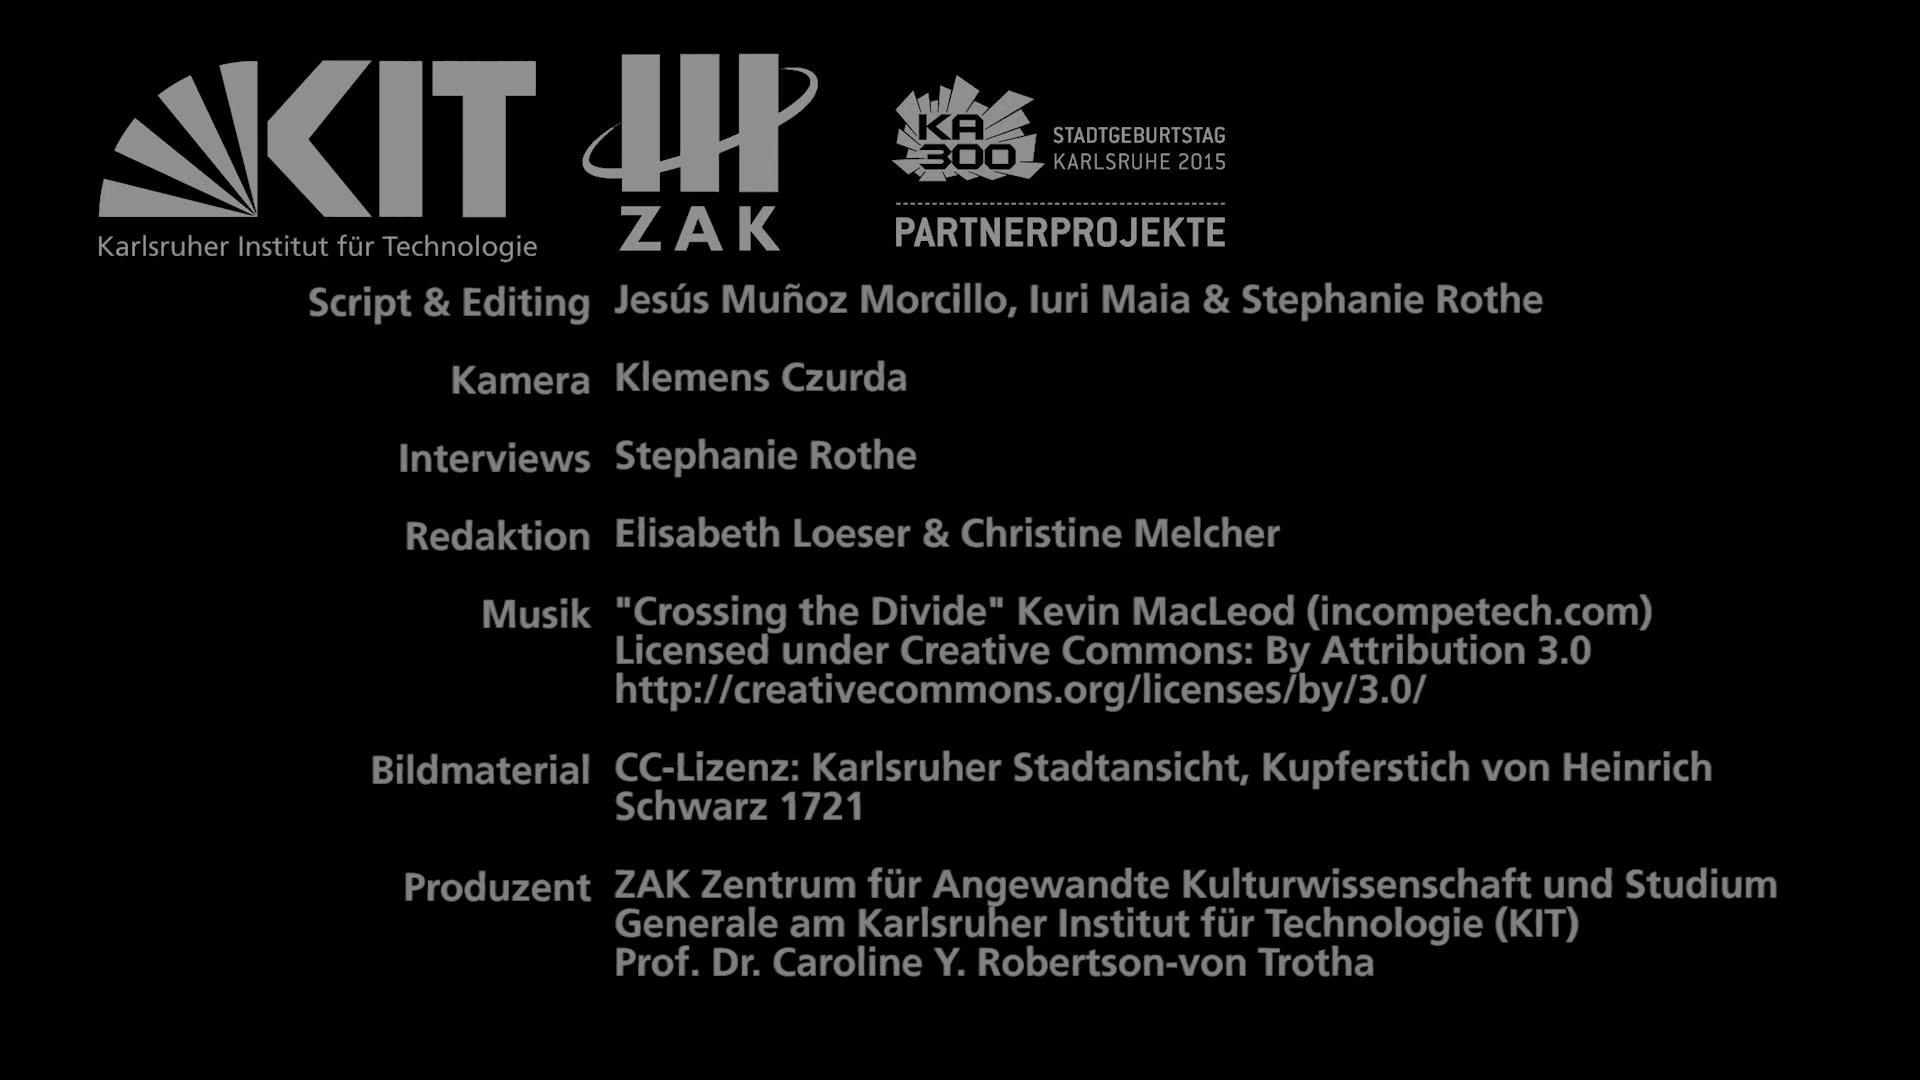 KIT
Karlsruher Institut für Technologie
ZAK
KA
300
STADTGEBURTSTAG
KARLSRUHE 2015
PARTNERPROJEKTE
Script & Editing Jesús Muñoz Morcillo, Iuri Maia & Stephanie Rothe
Kamera Klemens Czurda
Interviews Stephanie Rothe
Redaktion Elisabeth Loeser & Christine Melcher
Musik "Crossing the Divide" Kevin MacLeod (incompetech.com)
Licensed under Creative Commons: By Attribution 3.0
http://creativecommons.org/licenses/by/3.0/
Bildmaterial CC-Lizenz: Karlsruher Stadtansicht, Kupferstich von Heinrich
Schwarz 1721
Produzent ZAK Zentrum für Angewandte Kulturwissenschaft und Studium
Generale am Karlsruher Institut für Technologie (KIT)
Prof. Dr. Caroline Y. Robertson-von Trotha